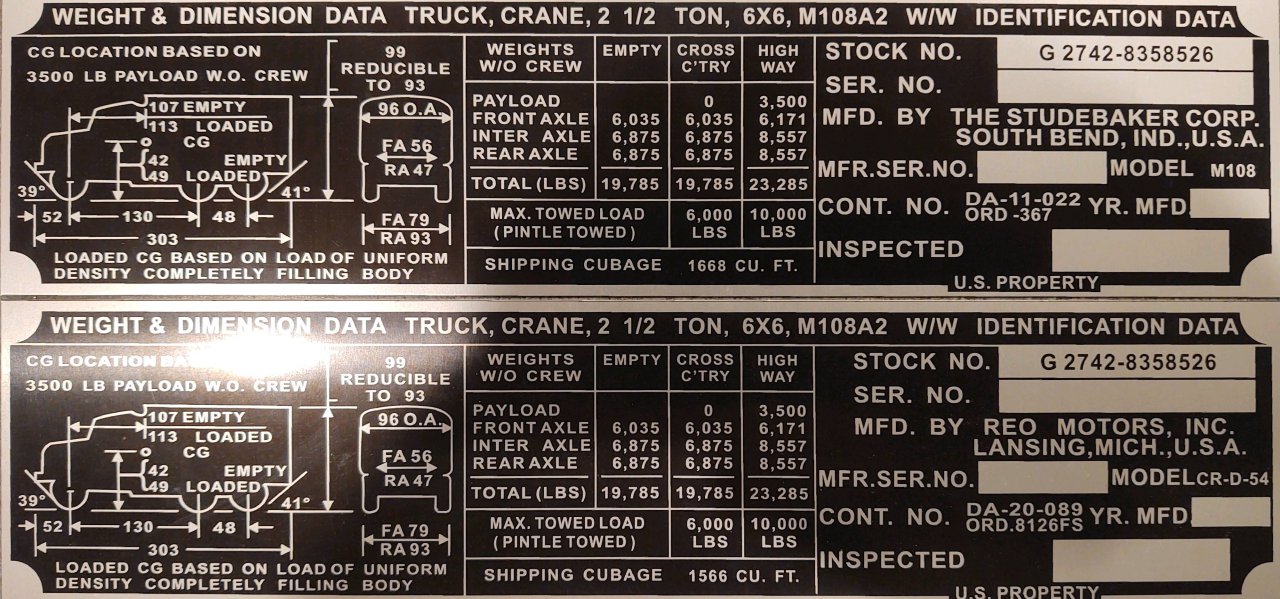 WEIGHT & DIMENSION DATA TRUCK, CRANE, 2 1/2 TON, 6X6, M108A2 W/W IDENTIFICATION DATA
CG LOCATION BASED ON
3500 LB PAYLOAD W.O. CREW
99
REDUCIBLE
TO 93
107 EMPTY
113 LOADED
CG
42 EMPTY
49 LOADED
39°
41°
52 130 48
303
96 O.A
FA 56
RA 47
FA 79
RA 93
LOADED CG BASED ON LOAD OF UNIFORM
DENSITY COMPLETELY FILLING BODY
WEIGHTS W/O CREW EMPTY CROSS C'TRY HIGH WAY
PAYLOAD 0 3,500
FRONT AXLE 6,035 6,035 6,171
INTER AXLE 6,875 6,875 8,557
REAR AXLE 6,875 6,875 8,557
TOTAL (LBS) 19,785 19,785 23,285
MAX. TOWED LOAD 6,000 10,000
(PINTLE TOWED) LBS LBS
SHIPPING CUBAGE 1668 CU. FT.
STOCK NO. G 2742-8358526
SER. NO.
MFD. BY THE STUDEBAKER CORP.
SOUTH BEND, IND.,U.S.A.
MFR.SER.NO. MODEL M108
CONT. NO. DA-11-022 ORD -367 YR. MFD.
INSPECTED
U.S. PROPERTY
WEIGHT & DIMENSION DATA TRUCK, CRANE, 2 1/2 TON, 6X6, M108A2 W/W IDENTIFICATION DATA
CG LOCATION BASED ON
3500 LB PAYLOAD W.O. CREW
99
REDUCIBLE
TO 93
107 EMPTY
113 LOADED
CG
42 EMPTY
49 LOADED
39°
41°
52 130 48
303
96 O.A.
FA 56
RA 47
FA 79
RA 93
LOADED CG BASED ON LOAD OF UNIFORM
DENSITY COMPLETELY FILLING BODY
WEIGHTS W/O CREW EMPTY CROSS C'TRY HIGH WAY
PAYLOAD 0 3,500
FRONT AXLE 6,035 6,035 6,171
INTER AXLE 6,875 6,875 8,557
REAR AXLE 6,875 6,875 8,557
TOTAL (LBS) 19,785 19,785 23,285
MAX. TOWED LOAD 6,000 10,000
(PINTLE TOWED) LBS LBS
SHIPPING CUBAGE 1566 CU. FT.
STOCK NO. G 2742-8358526
SER. NO.
MFD. BY REO MOTORS, INC.
LANSING,MICH.,U.S.A.
MFR.SER.NO. MODEL CR-D-54
CONT. NO. DA-20-089 ORD.8126FS YR. MFD.
INSPECTED
U.S. PROPERTY